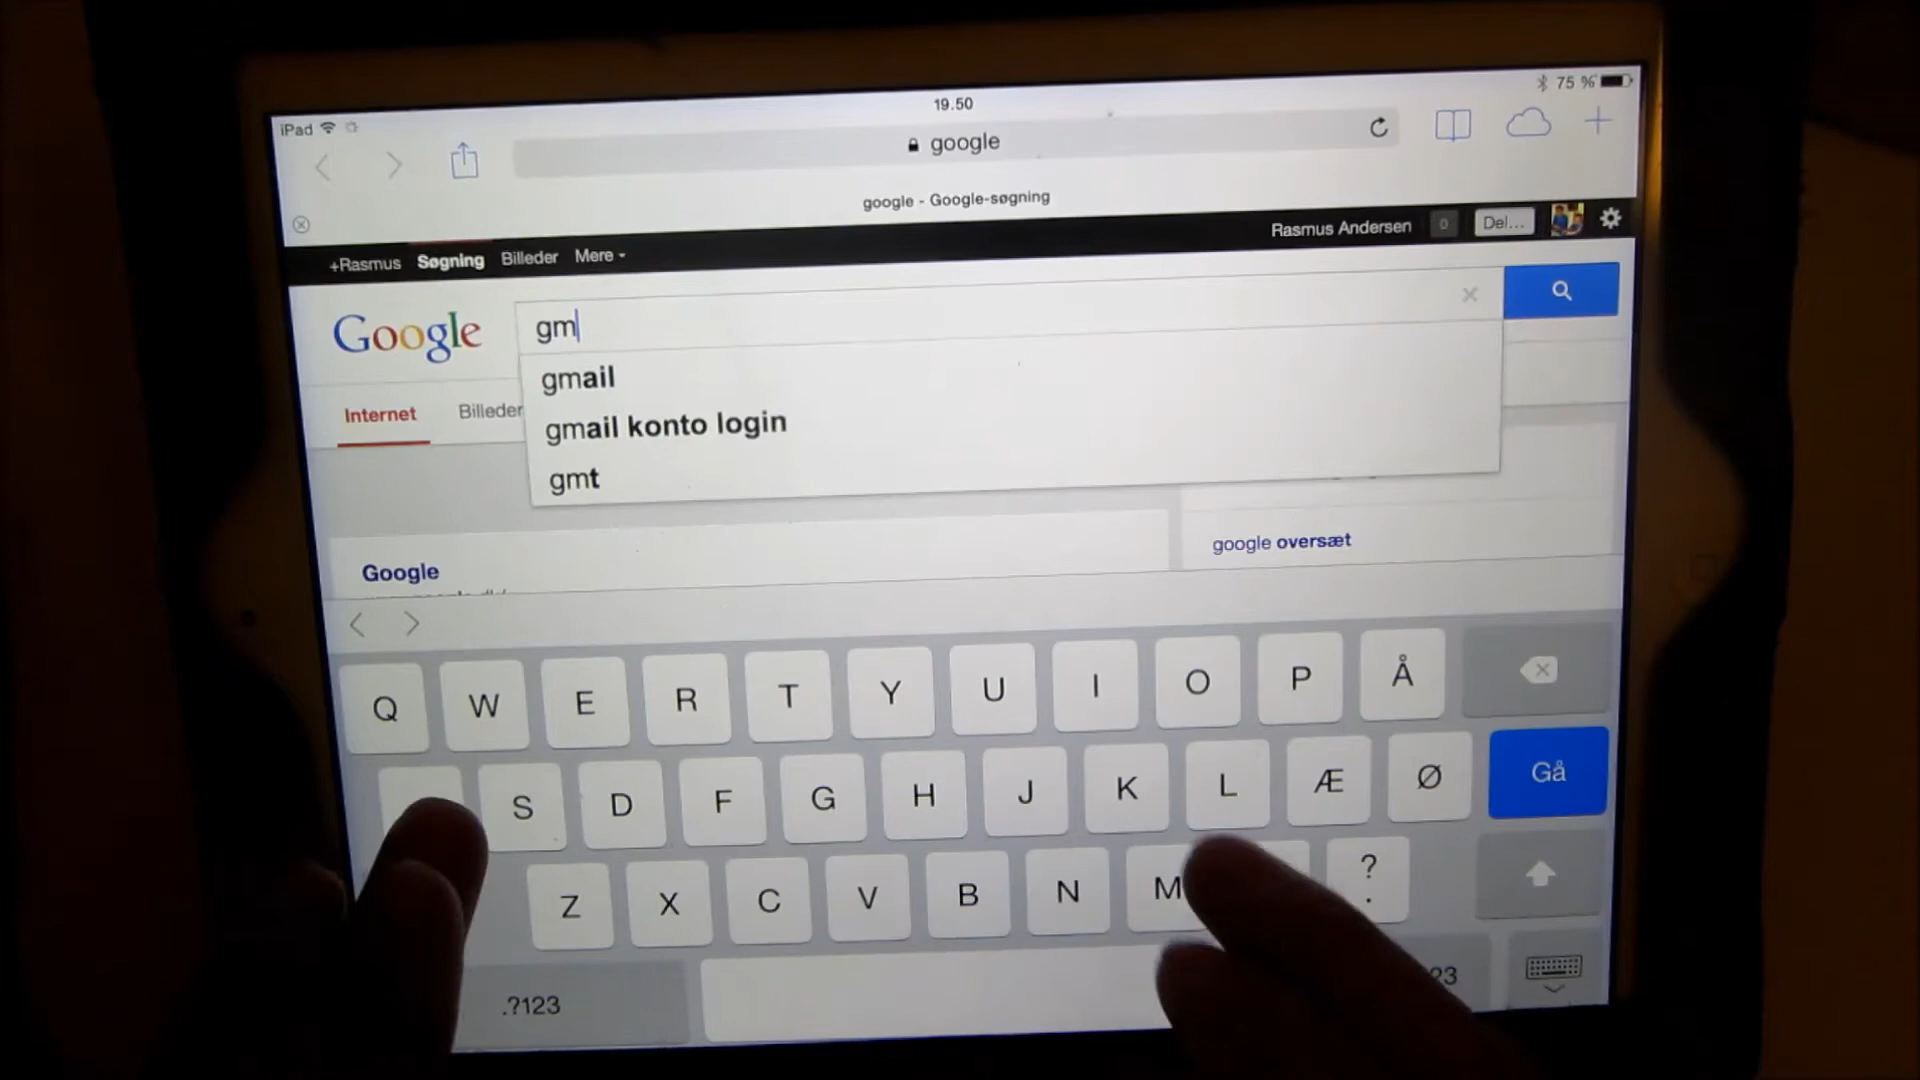 iPad 19.50 75 %
google
google - Google-søgning
+Rasmus Søgning Billeder Mere Rasmus Andersen 0 Del...
Google gm
gmail
Internet Billeder
gmail konto login
gmt
google oversæt
Google
Q W E R T Y U I O P Å
S D F G H J K L Æ Ø Gå
Z X C V B N M ? .
.?123 23